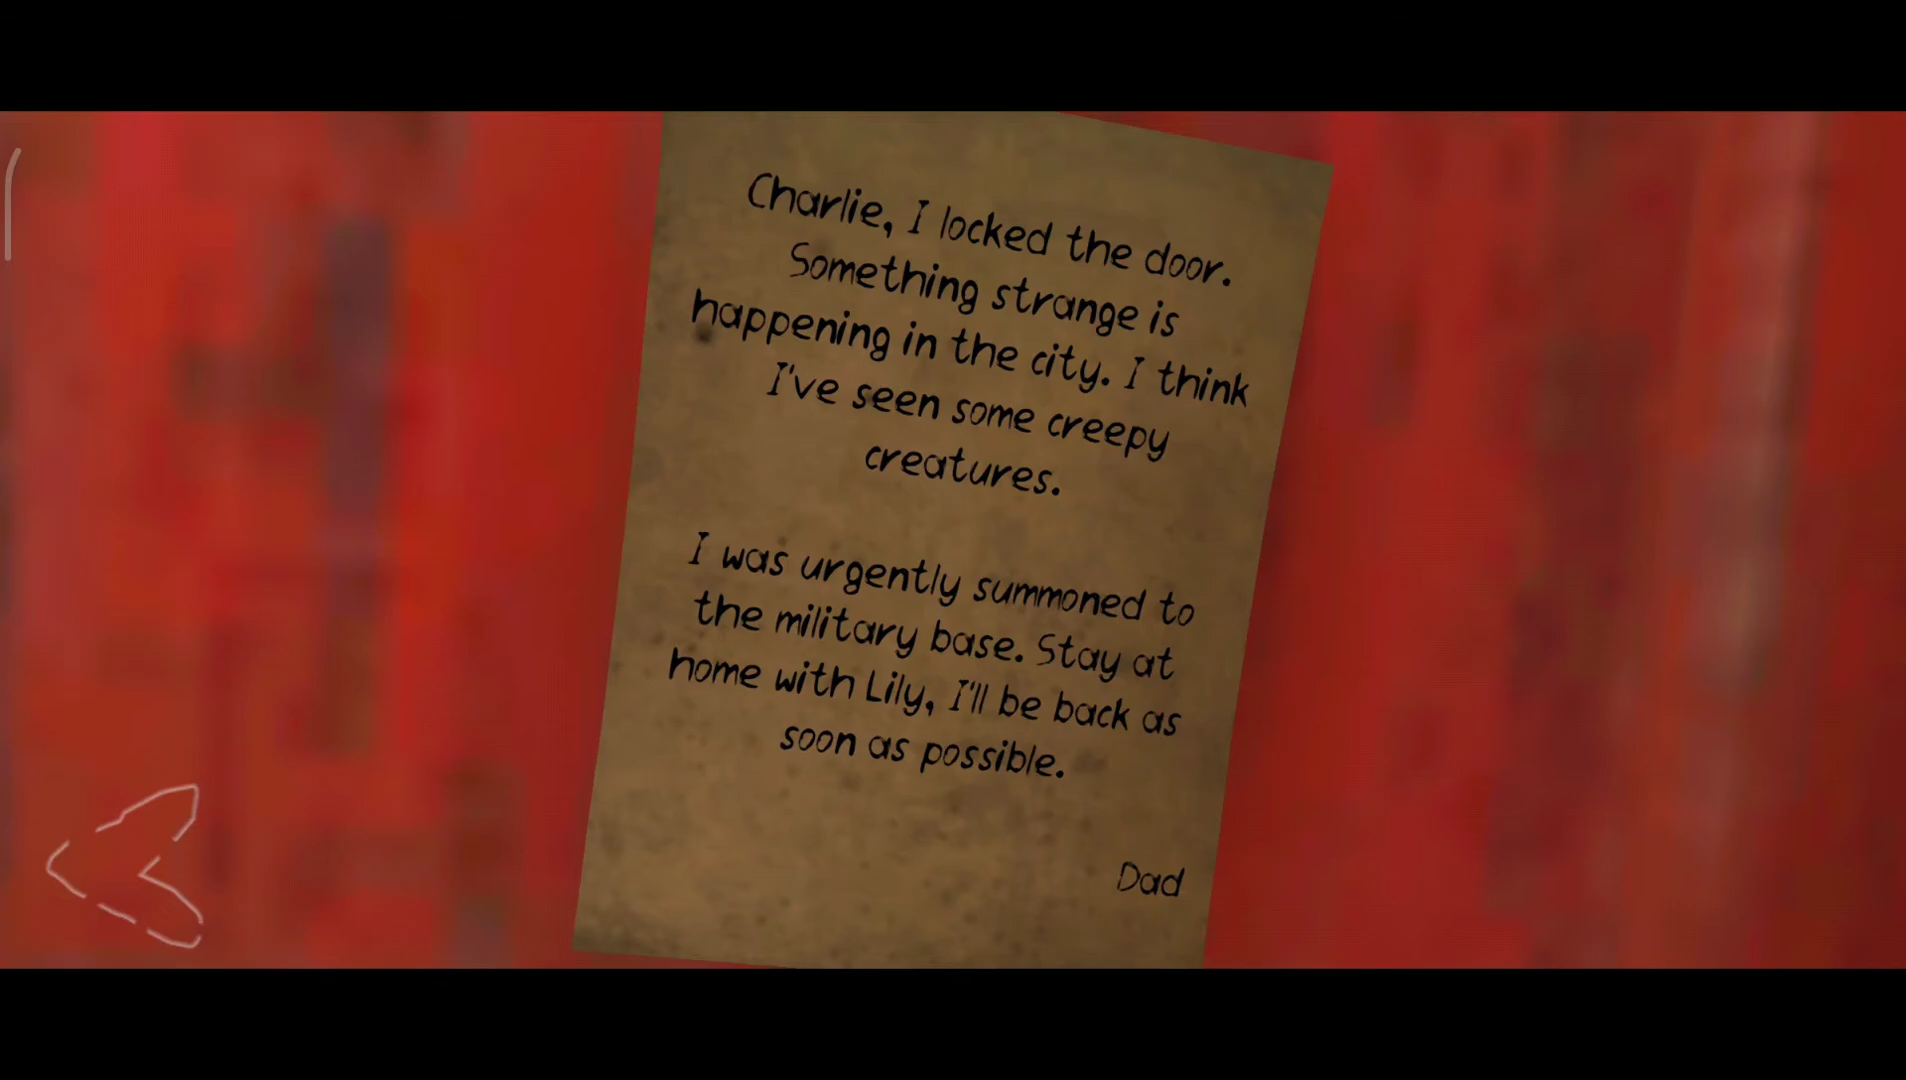 Charlie, I locked the door.
Something strange is
happening in the city. I think
I've seen some creepy
creatures.
I was urgently summoned to
the military base. Stay at
home with Lily, I'll be back as
soon as possible.
Dad